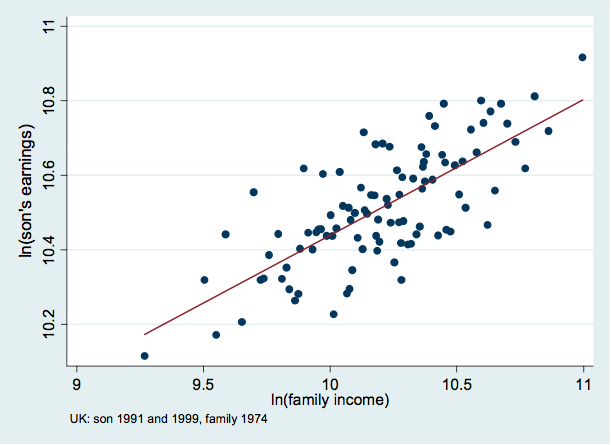 ln(son's earnings)
11
10.8
10.6
10.4
10.2
9 9.5 10 10.5 11
ln(family income)
UK: son 1991 and 1999, family 1974